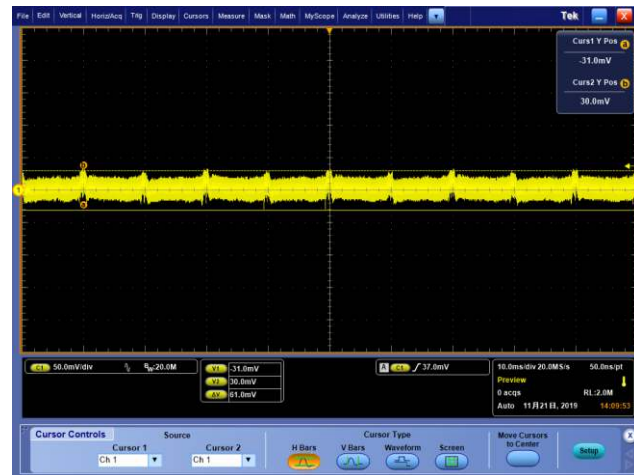 File Edit Vertical Horiz/Acq Trig Display Cursors Measure Mask Math MyScope Analyze Utilities Help Tek X
Curs1 Y Pos a
-31.0mV
Curs2 Y Pos b
30.0mV
b
1
a
C1 50.0mV/div BW:20.0M
V1 -31.0mV
V2 30.0mV
ΔV 61.0mV
A C1 37.0mV
10.0ms/div 20.0MS/s 50.0ns/pt
Preview
0 acqs RL:2.0M
Auto 11月21日, 2019 14:09:53
Cursor Controls Source Cursor Type Move Cursors to Center X
Cursor 1 Cursor 2 H Bars V Bars Waveform Screen Setup
Ch 1 Ch 1